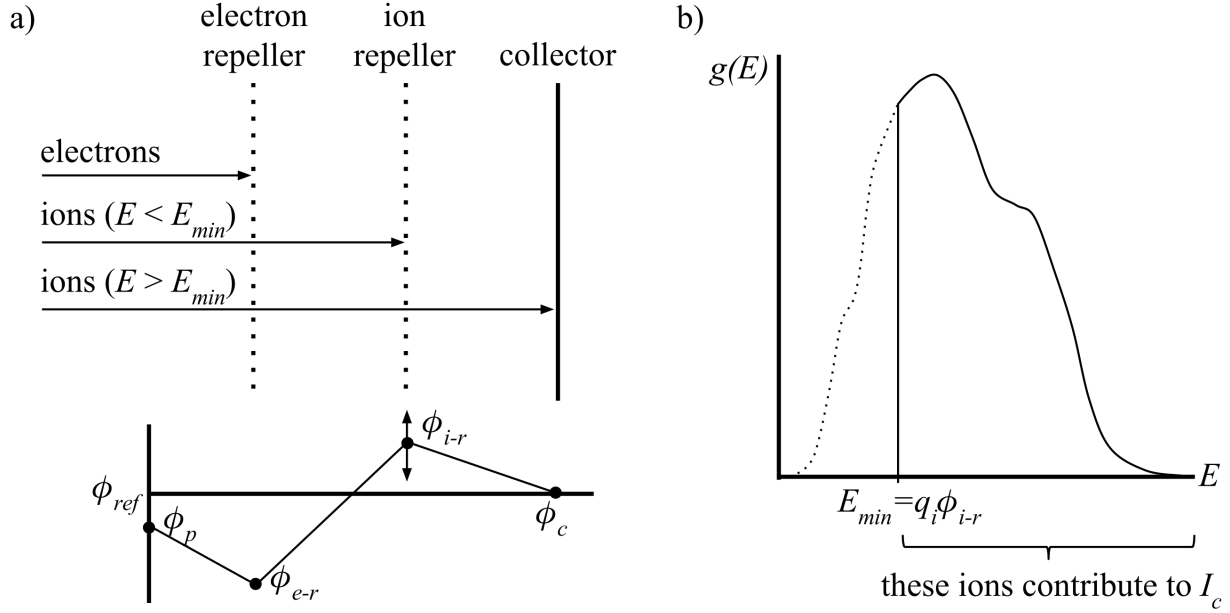 a)
electron
repeller
ion
repeller
collector
electrons
ions (E < E_min)
ions (E > E_min)
ϕ_i-r
ϕ_ref
ϕ_p
ϕ_e-r
ϕ_c
b)
g(E)
E
E_min=q_iϕ_i-r
these ions contribute to I_c